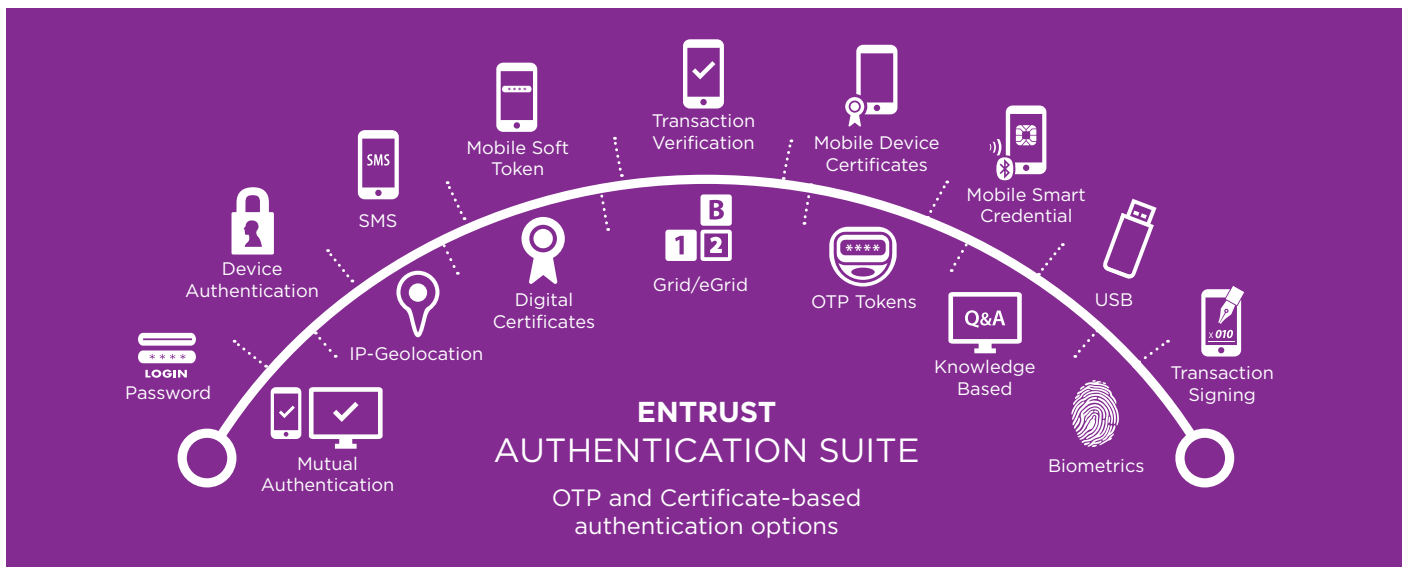 Transaction
Verification
Mobile Device
Certificates
Mobile Soft
Token
SMS
SMS
Mobile Smart
Credential
Device
Authentication
B
1 2
Grid/eGrid
****
OTP Tokens
Digital
Certificates
IP-Geolocation
USB
Q&A
Knowledge
Based
x 010
Transaction
Signing
****
LOGIN
Password
Mutual
Authentication
Biometrics
ENTRUST
AUTHENTICATION SUITE
OTP and Certificate-based
authentication options